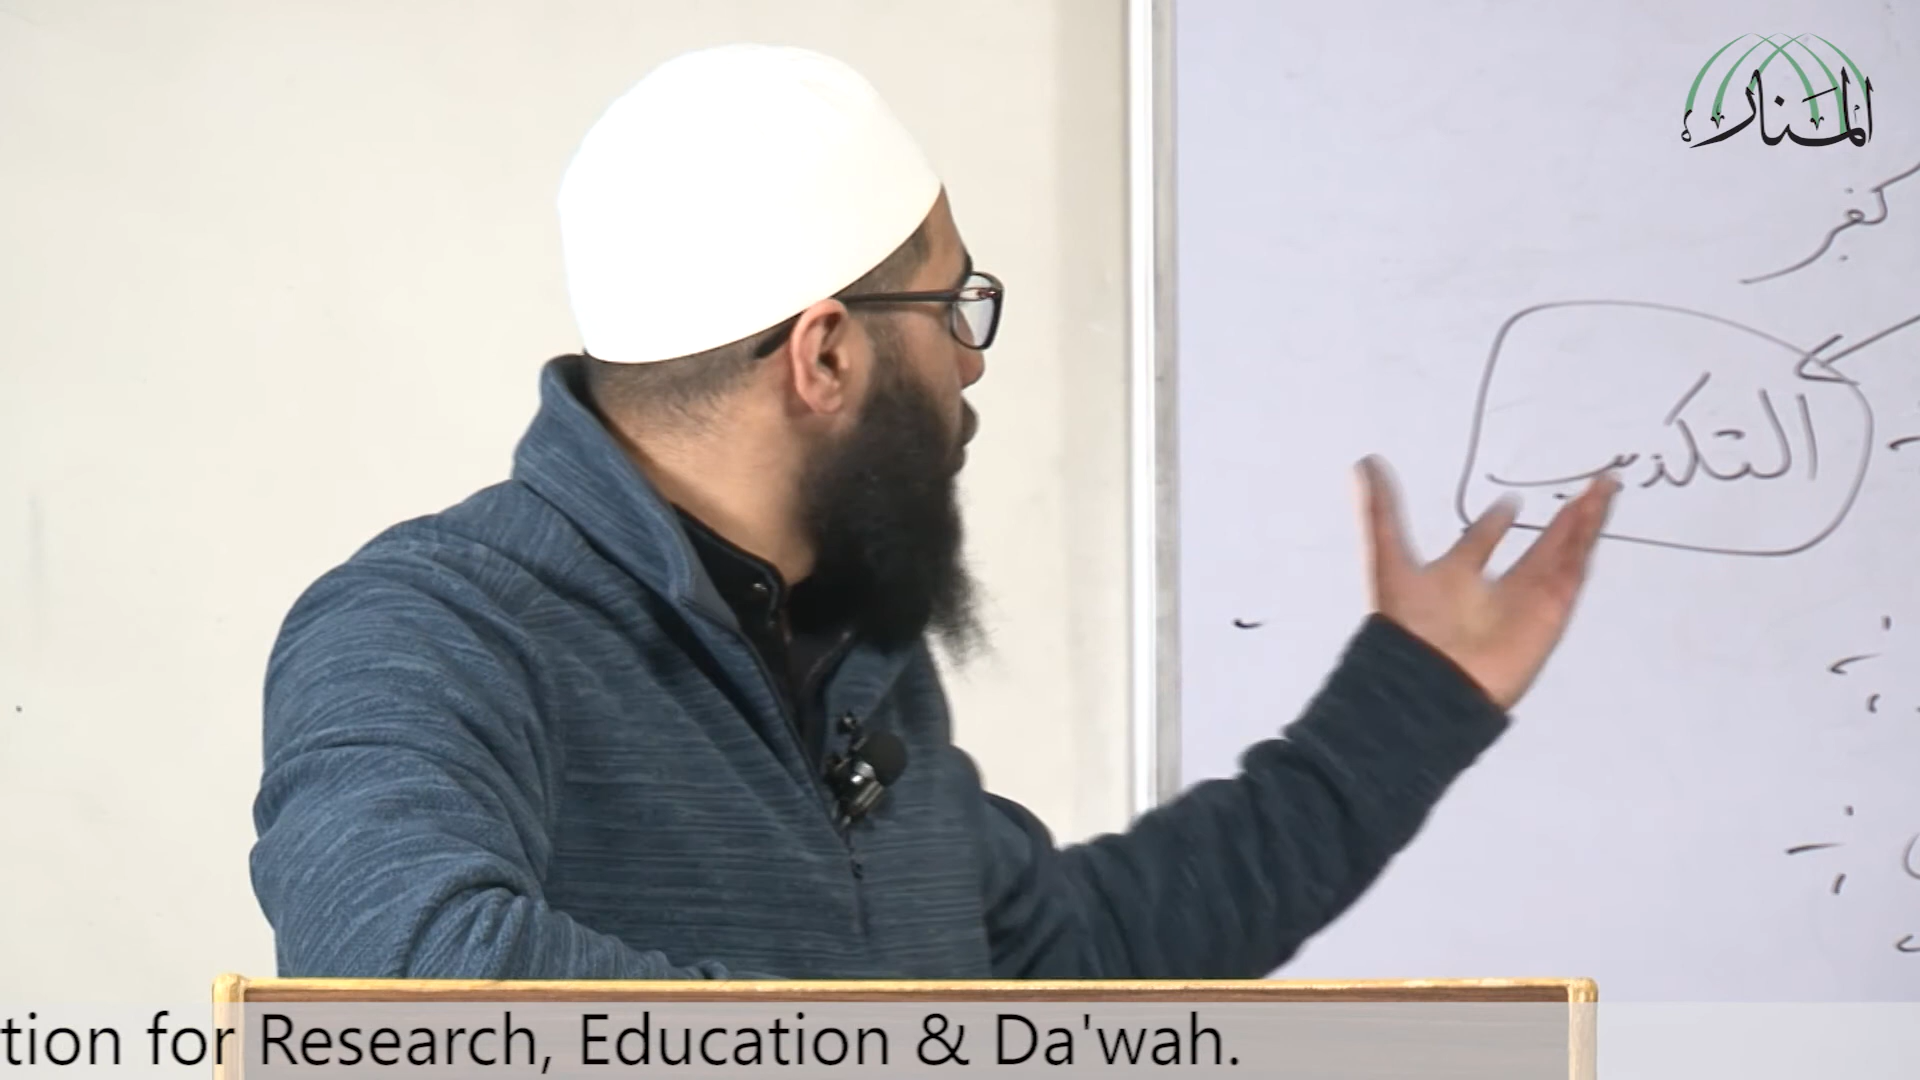 المنار
كفر
التكذيب
tion for Research, Education & Da'wah.